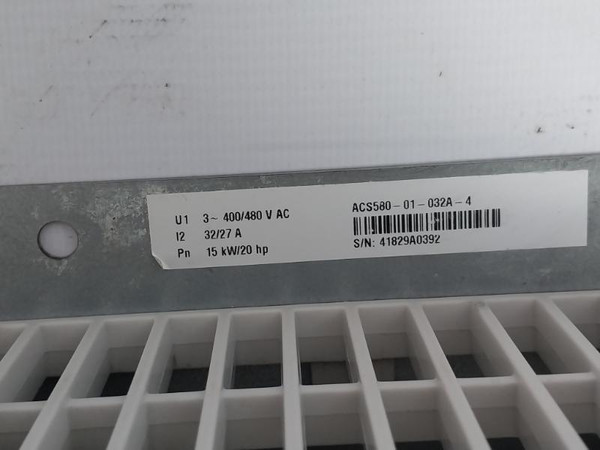 U1 3~ 400/480 V AC
I2 32/27 A
Pn 15 kW/20 hp
ACS580-01-032A-4
S/N: 41829A0392